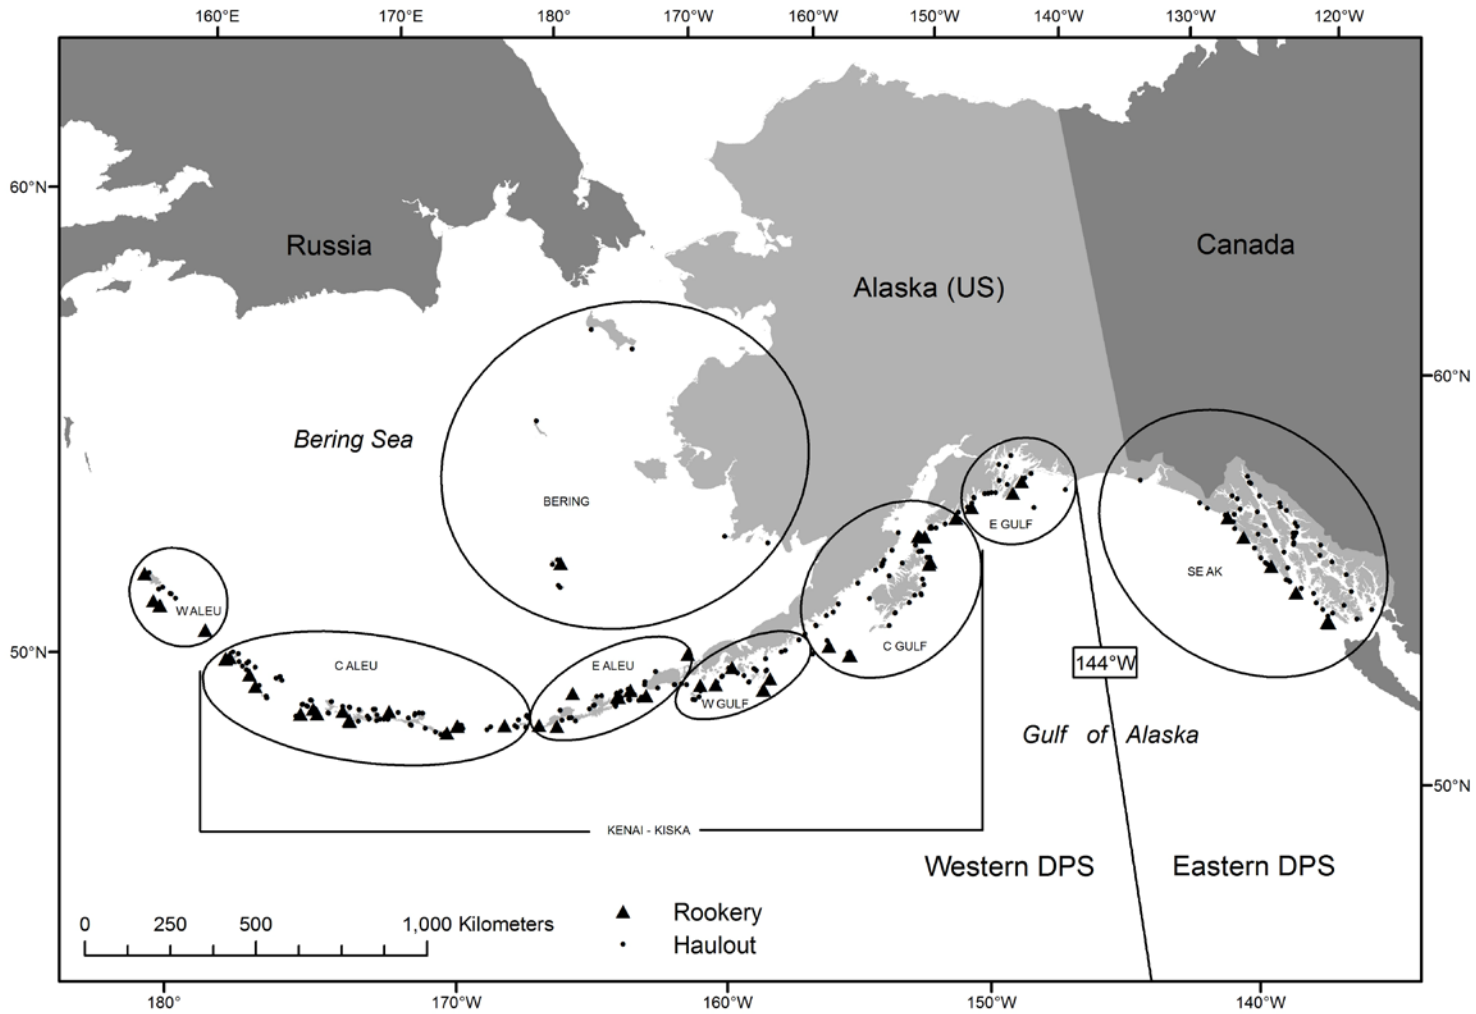 160°E 170°E 180° 170°W 160°W 150°W 140°W 130°W 120°W
60°N
Russia
Canada
Alaska (US)
60°N
Bering Sea
BERING
E GULF
SE AK
W ALEU
C GULF
50°N
C ALEU
E ALEU
144°W
W GULF
Gulf of Alaska
50°N
KENAI - KISKA
Western DPS
Eastern DPS
Rookery
0 250 500 1,000 Kilometers
Haulout
180° 170°W 160°W 150°W 140°W